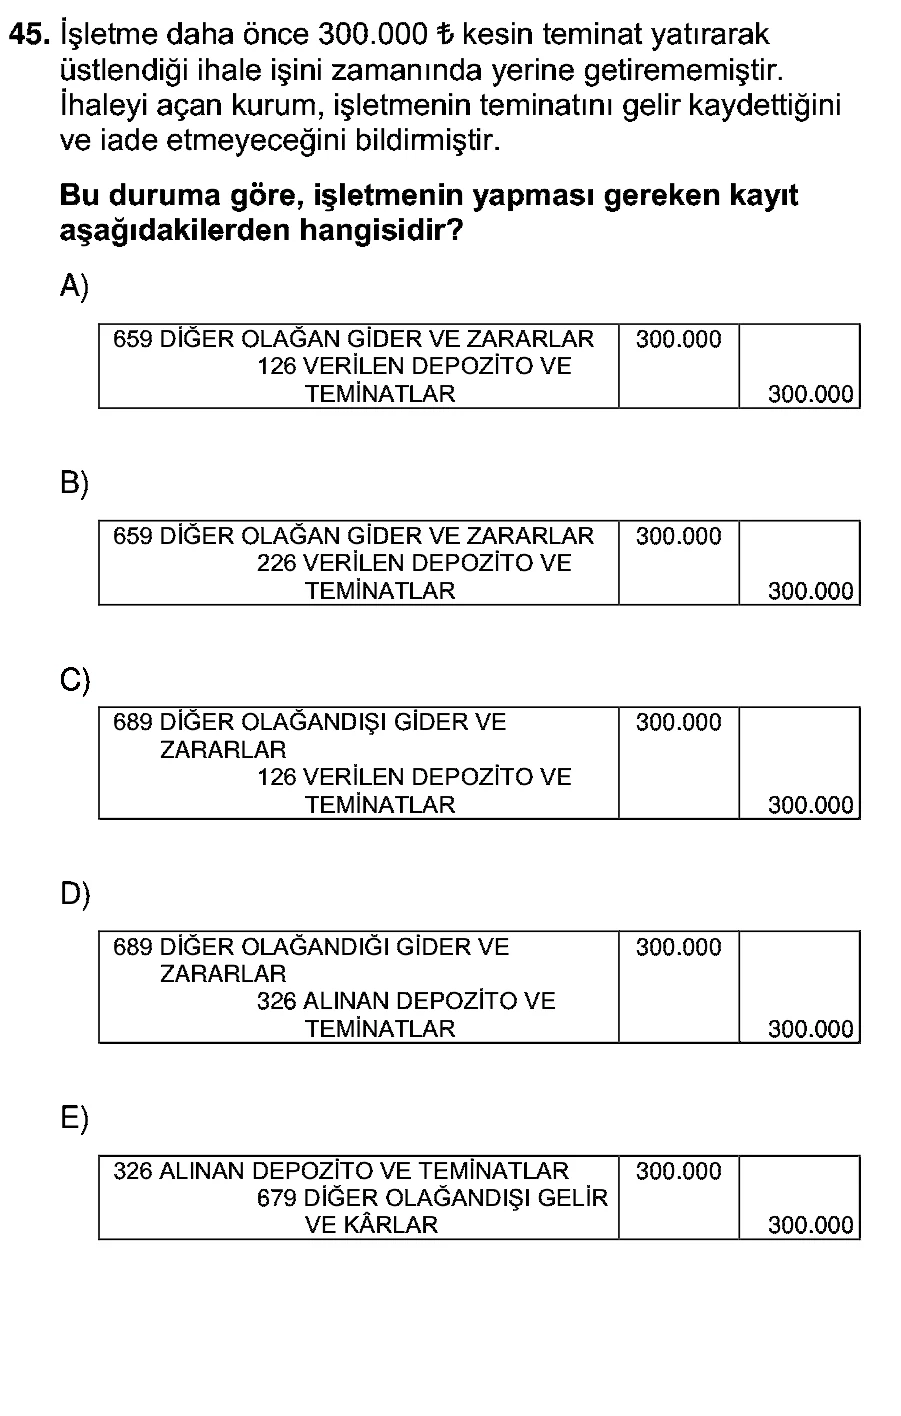 45. İşletme daha önce 300.000 ₺ kesin teminat yatırarak
üstlendiği ihale işini zamanında yerine getirememiştir.
İhaleyi açan kurum, işletmenin teminatını gelir kaydettiğini
ve iade etmeyeceğini bildirmiştir.
Bu duruma göre, işletmenin yapması gereken kayıt
aşağıdakilerden hangisidir?
A)
659 DİĞER OLAĞAN GİDER VE ZARARLAR 300.000
126 VERİLEN DEPOZİTO VE
TEMİNATLAR 300.000
B)
659 DİĞER OLAĞAN GİDER VE ZARARLAR 300.000
226 VERİLEN DEPOZİTO VE
TEMİNATLAR 300.000
C)
689 DİĞER OLAĞANDIŞI GİDER VE 300.000
ZARARLAR
126 VERİLEN DEPOZİTO VE
TEMİNATLAR 300.000
D)
689 DİĞER OLAĞANDIĞI GİDER VE 300.000
ZARARLAR
326 ALINAN DEPOZİTO VE
TEMİNATLAR 300.000
E)
326 ALINAN DEPOZİTO VE TEMİNATLAR 300.000
679 DİĞER OLAĞANDIŞI GELİR
VE KÂRLAR 300.000